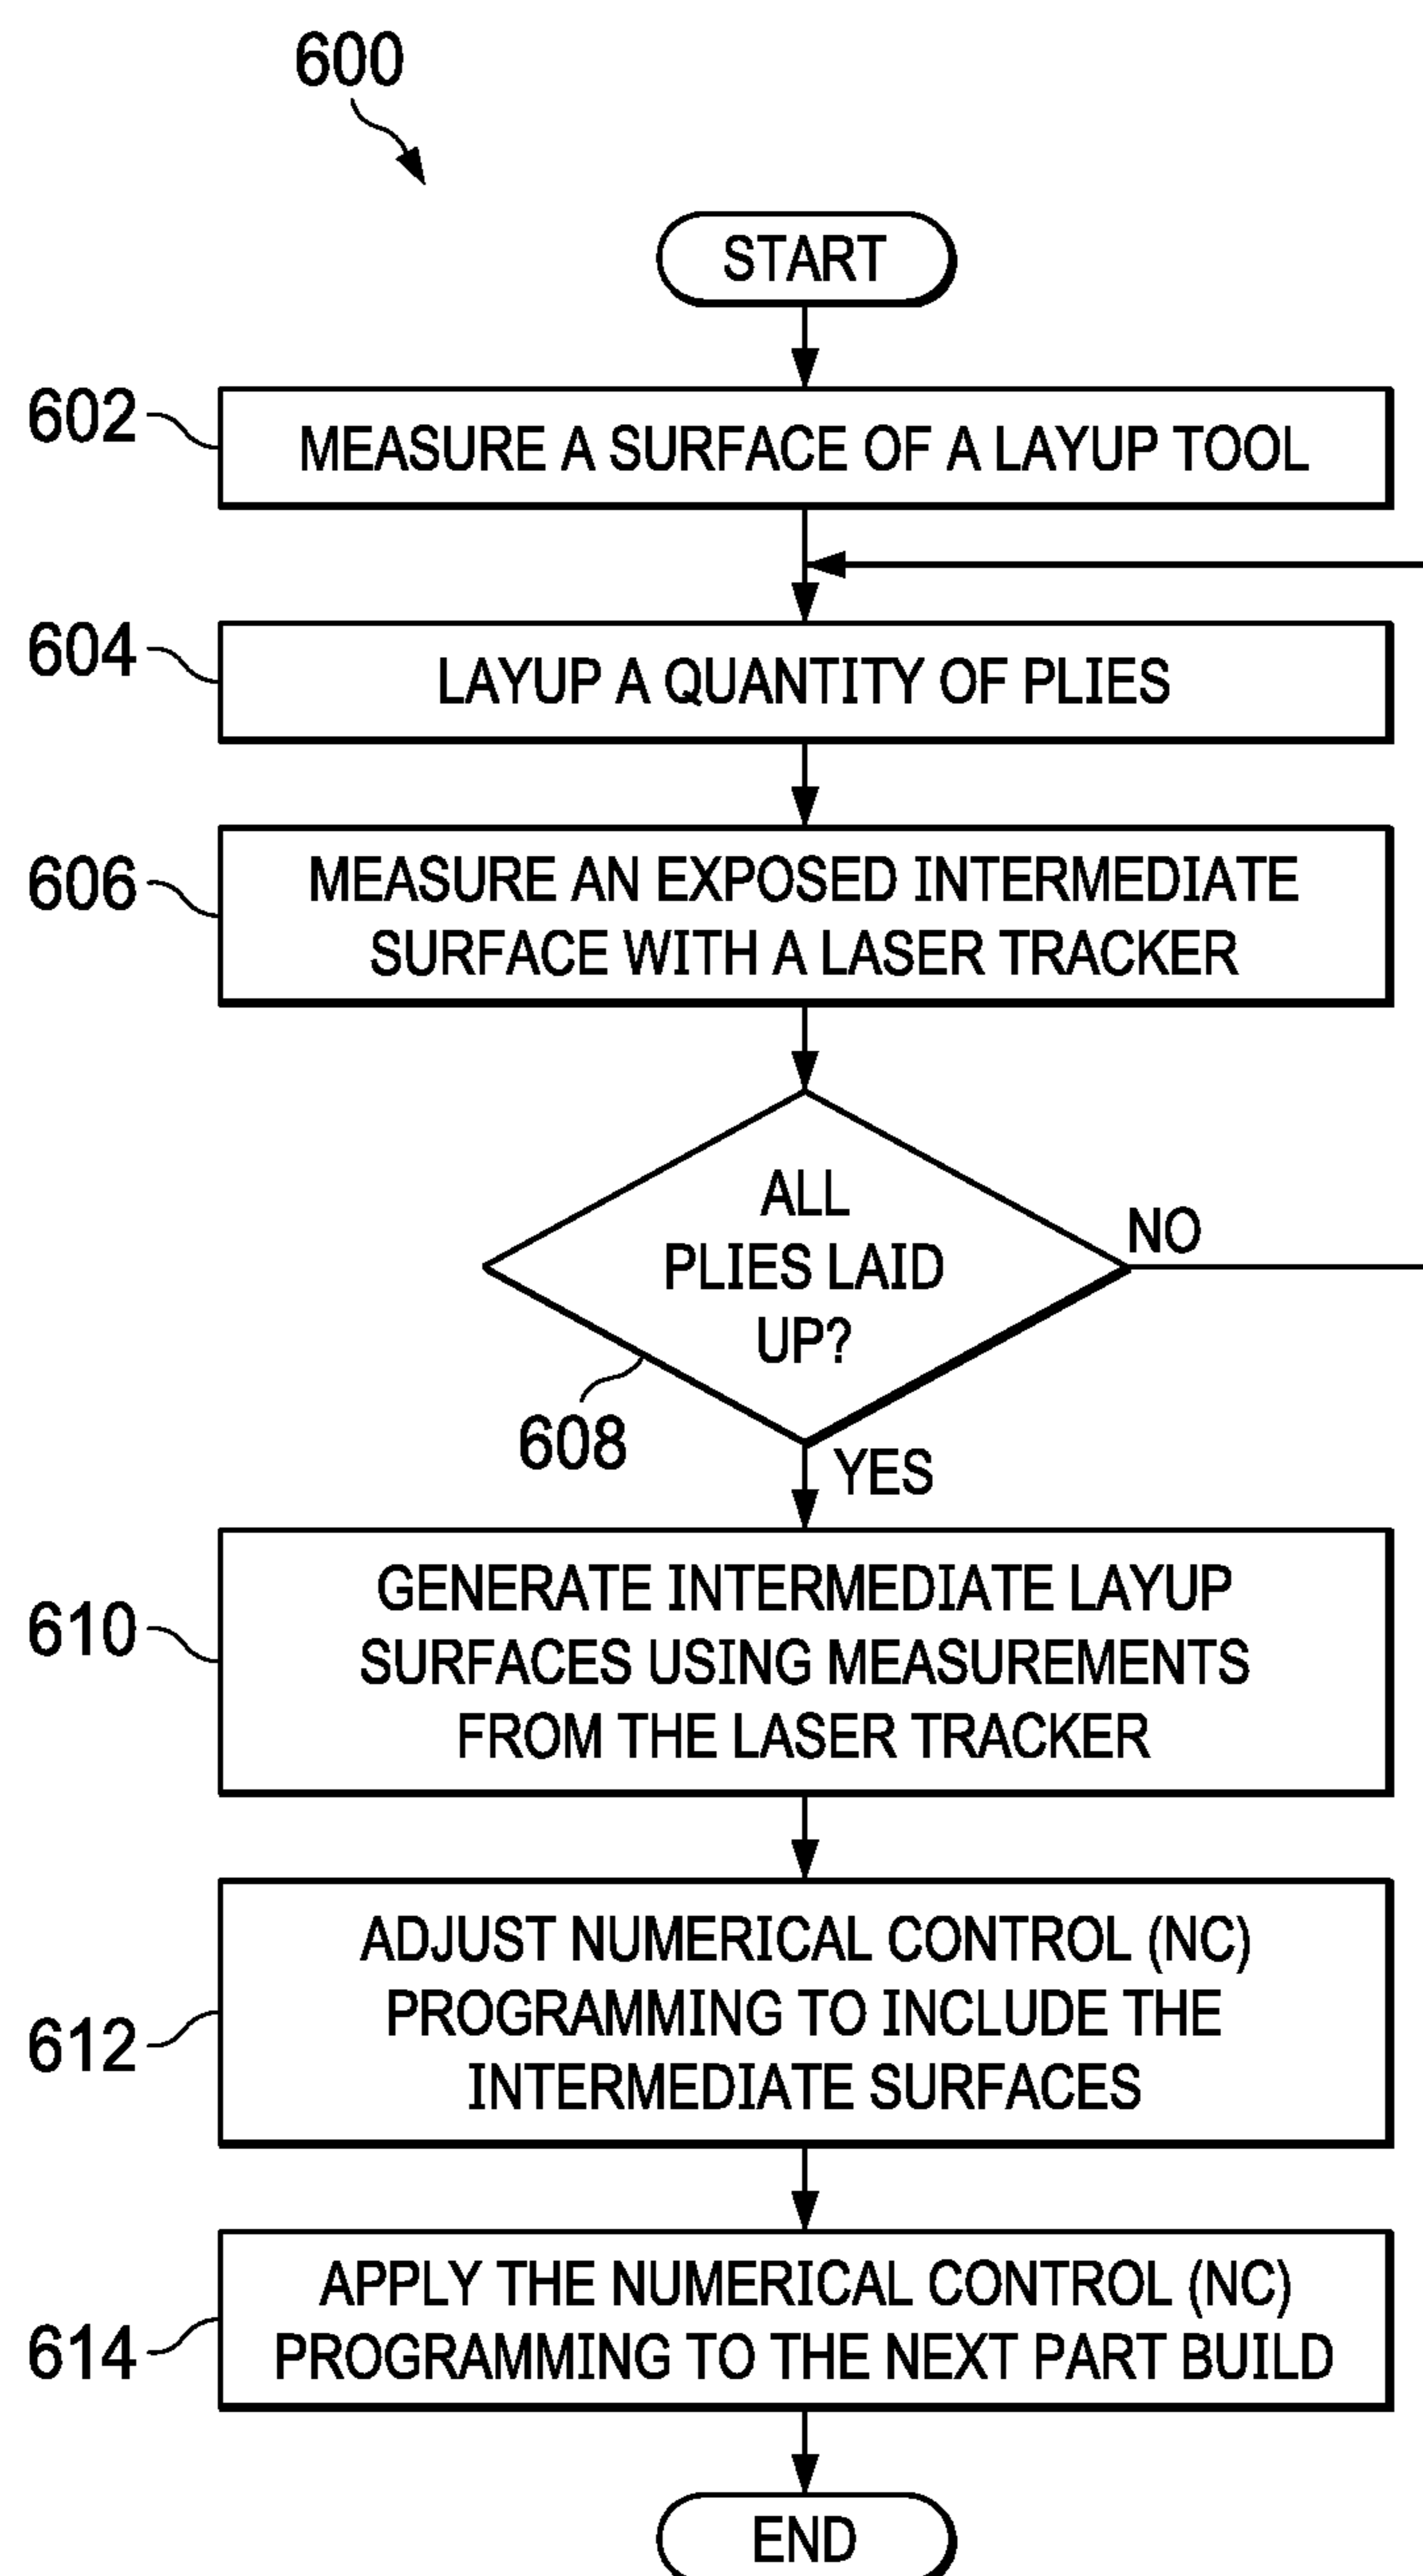 600
START
602
MEASURE A SURFACE OF A LAYUP TOOL
604
LAYUP A QUANTITY OF PLIES
606
MEASURE AN EXPOSED INTERMEDIATE
SURFACE WITH A LASER TRACKER
ALL
PLIES LAID
UP?
NO
608
YES
610
GENERATE INTERMEDIATE LAYUP
SURFACES USING MEASUREMENTS
FROM THE LASER TRACKER
612
ADJUST NUMERICAL CONTROL (NC)
PROGRAMMING TO INCLUDE THE
INTERMEDIATE SURFACES
614
APPLY THE NUMERICAL CONTROL (NC)
PROGRAMMING TO THE NEXT PART BUILD
END